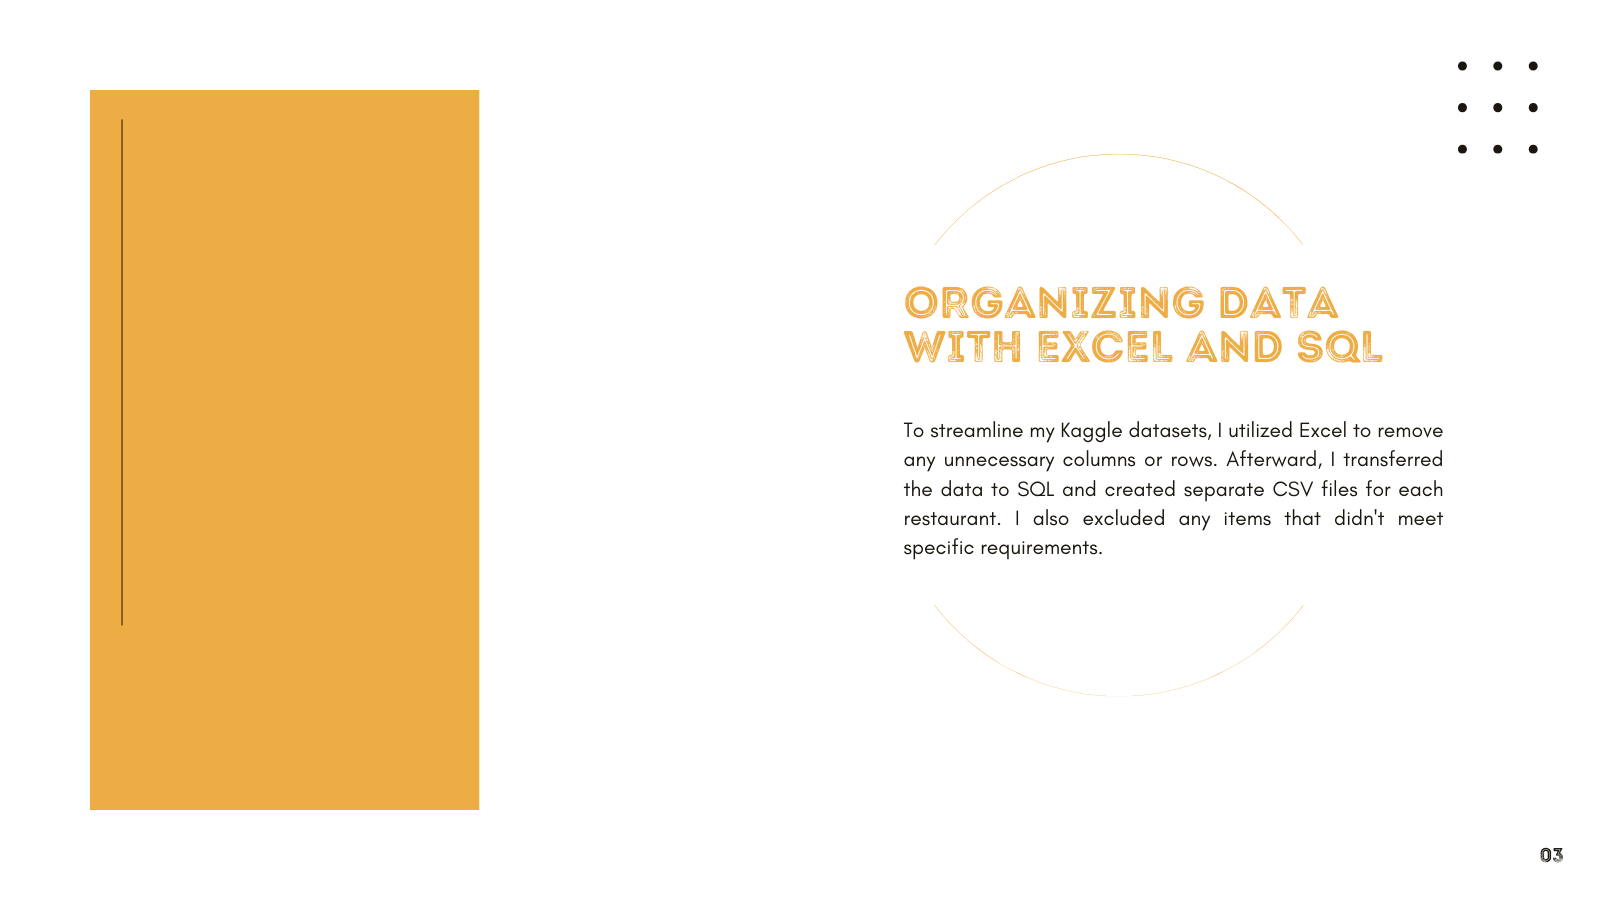 ORGANIZING DATA
WITH EXCEL AND SQL
To streamline my Kaggle datasets, I utilized Excel to remove
any unnecessary columns or rows. Afterward, I transferred
the data to SQL and created separate CSV files for each
restaurant. I also excluded any items that didn't meet
specific requirements.
03